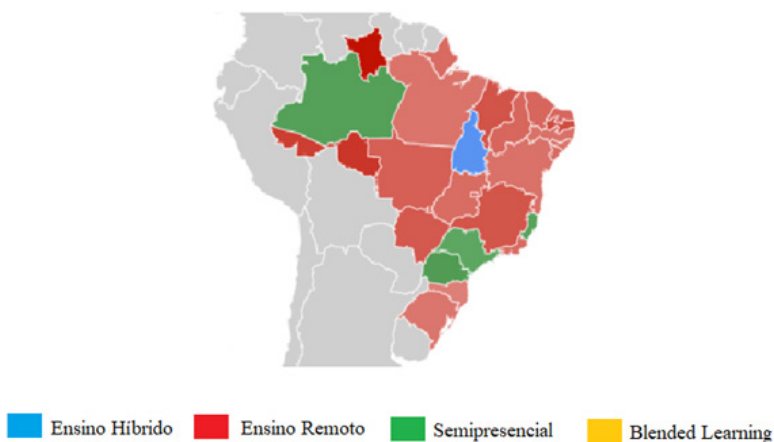 Ensino Híbrido
Ensino Remoto
Semipresencial
Blended Learning